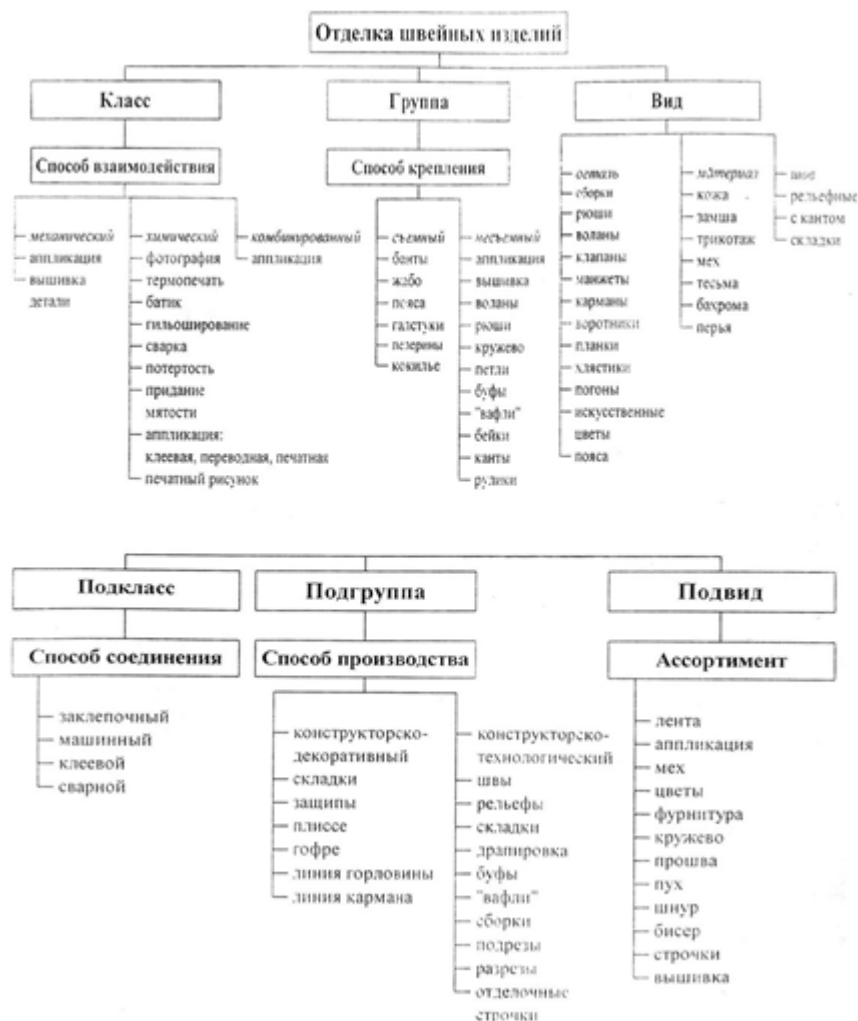 Отделка швейных изделий
Класс
Группа
Вид
Способ взаимодействия
Способ крепления
механический
аппликация
вышивка
детали
химический
фотография
термопечать
батик
гильоширование
сварка
потертость
придание
мятости
аппликация:
клеевая, переводная, печатная
печатный рисунок
комбинированный
аппликация
съемный
банты
жабо
пояса
галстуки
пелерины
кокилье
несъемный
аппликация
вышивка
воланы
рюши
кружево
петли
буфы
"вафли"
бейки
канты
рулики
сборки
рюши
воланы
клапаны
манжеты
карманы
воротники
планки
хлястики
погоны
искусственные
цветы
пояса
материал
кожа
замша
трикотаж
мех
тесьма
бахрома
перья
рельефные
с кантом
складки
Подкласс
Подгруппа
Подвид
Способ соединения
Способ производства
Ассортимент
заклепочный
машинный
клеевой
сварной
конструкторско-
декоративный
складки
защипы
плиссе
гофре
линия горловины
линия кармана
конструкторско-
технологический
швы
рельефы
складки
драпировка
буфы
"вафли"
сборки
подрезы
разрезы
отделочные
строчки
лента
аппликация
мех
цветы
фурнитура
кружево
прошва
пух
шнур
бисер
строчки
вышивка